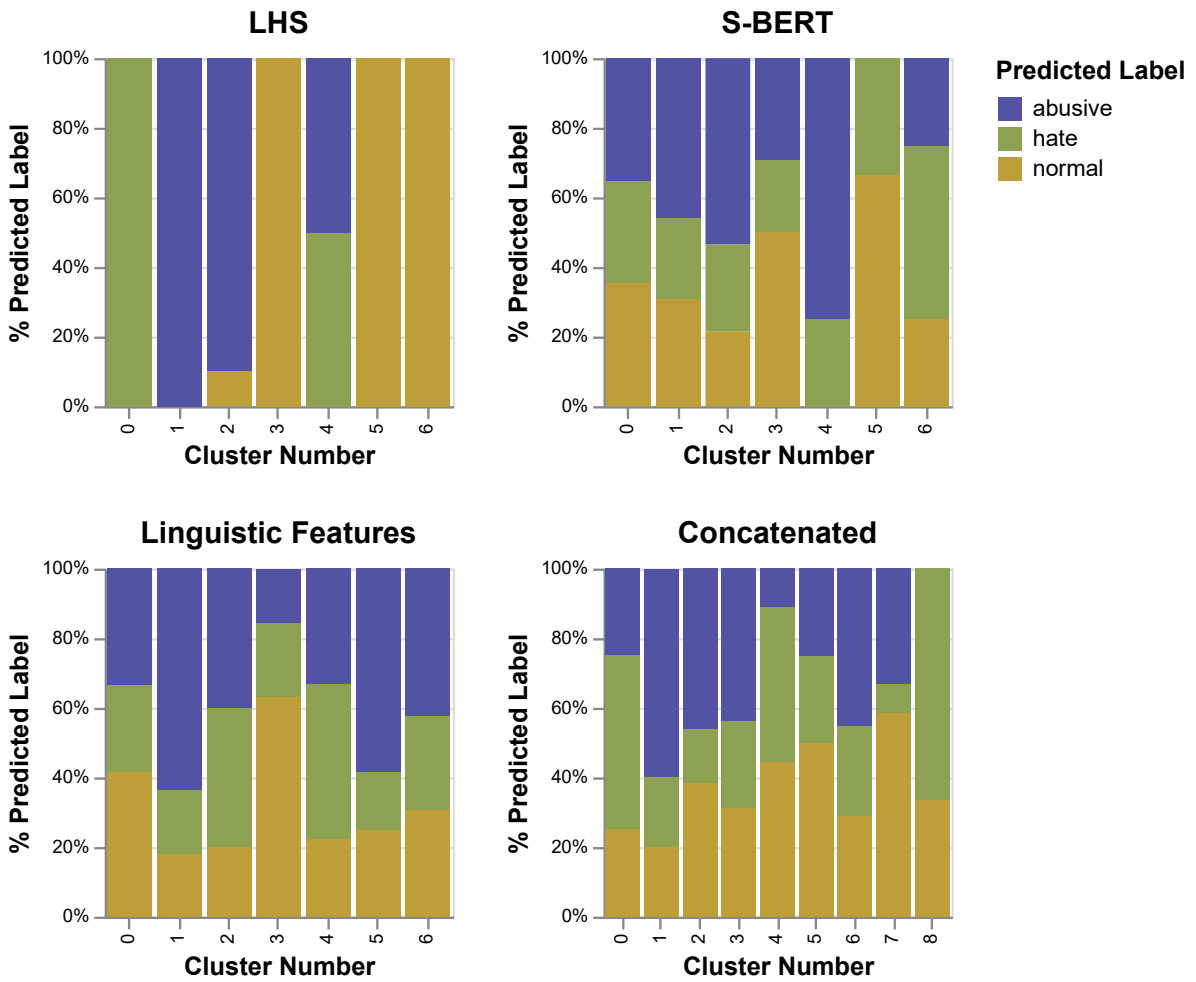 LHS
% Predicted Label
100%
80%
60%
40%
20%
0%
0 1 2 3 4 5 6
Cluster Number
S-BERT
% Predicted Label
100%
80%
60%
40%
20%
0%
0 1 2 3 4 5 6
Cluster Number
Predicted Label
abusive
hate
normal
Linguistic Features
% Predicted Label
100%
80%
60%
40%
20%
0%
0 1 2 3 4 5 6
Cluster Number
Concatenated
% Predicted Label
100%
80%
60%
40%
20%
0%
0 1 2 3 4 5 6 7 8
Cluster Number